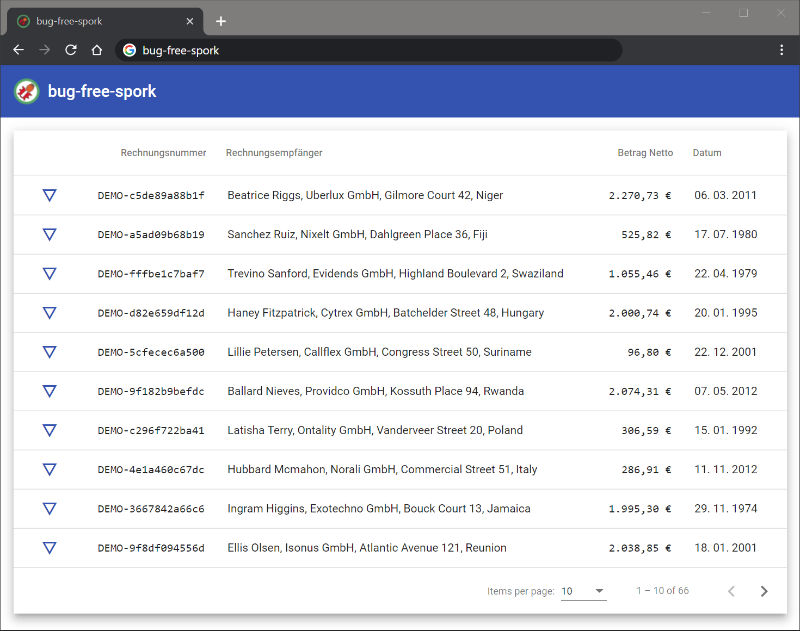 bug-free-spork
bug-free-spork
bug-free-spork
Rechnungsnummer Rechnungsempfänger Betrag Netto Datum
DEMO-c5de89a88b1f Beatrice Riggs, Uberlux GmbH, Gilmore Court 42, Niger 2.270,73 € 06. 03. 2011
DEMO-a5ad09b68b19 Sanchez Ruiz, Nixelt GmbH, Dahlgreen Place 36, Fiji 525,82 € 17. 07. 1980
DEMO-fffbe1c7baf7 Trevino Sanford, Evidends GmbH, Highland Boulevard 2, Swaziland 1.055,46 € 22. 04. 1979
DEMO-d82e659df12d Haney Fitzpatrick, Cytrex GmbH, Batchelder Street 48, Hungary 2.000,74 € 20. 01. 1995
DEMO-5cfecec6a500 Lillie Petersen, Callflex GmbH, Congress Street 50, Suriname 96,80 € 22. 12. 2001
DEMO-9f182b9befdc Ballard Nieves, Providco GmbH, Kossuth Place 94, Rwanda 2.074,31 € 07. 05. 2012
DEMO-c296f722ba41 Latisha Terry, Ontality GmbH, Vanderveer Street 20, Poland 306,59 € 15. 01. 1992
DEMO-4e1a460c67dc Hubbard Mcmahon, Norali GmbH, Commercial Street 51, Italy 286,91 € 11. 11. 2012
DEMO-3667842a66c6 Ingram Higgins, Exotechno GmbH, Bouck Court 13, Jamaica 1.995,30 € 29. 11. 1974
DEMO-9f8df094556d Ellis Olsen, Isonus GmbH, Atlantic Avenue 121, Reunion 2.038,85 € 18. 01. 2001
Items per page: 10 1 – 10 of 66